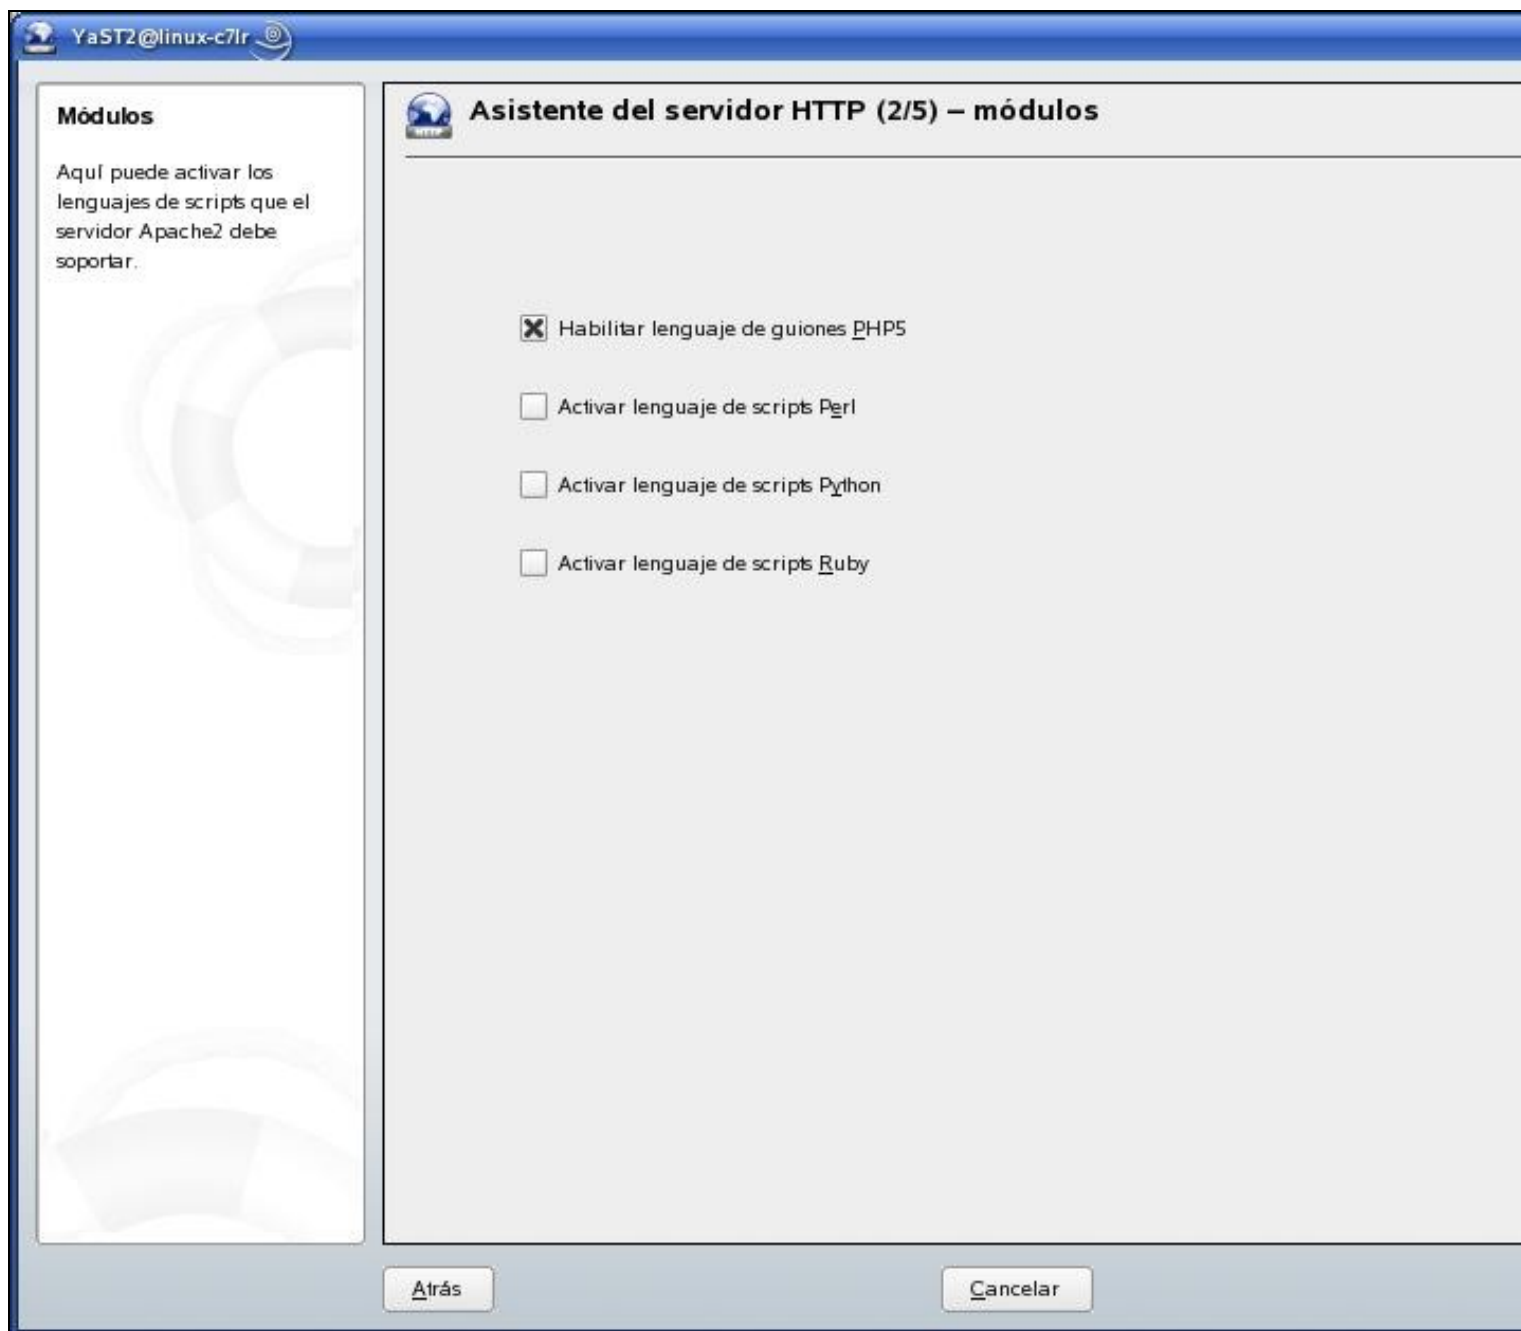 YaST2@linux-c7lr
Módulos
Aquí puede activar los
lenguajes de scripts que el
servidor Apache2 debe
soportar.
HTTP
Asistente del servidor HTTP (2/5) – módulos
Habilitar lenguaje de guiones PHP5
Activar lenguaje de scripts Perl
Activar lenguaje de scripts Python
Activar lenguaje de scripts Ruby
Atrás
Cancelar